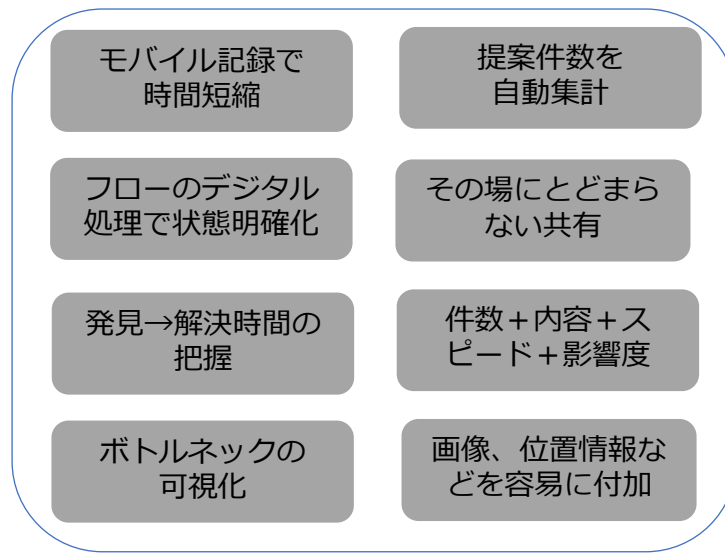 モバイル記録で
時間短縮
提案件数を
自動集計
フローのデジタル
処理で状態明確化
その場にとどまら
ない共有
発見→解決時間の
把握
件数＋内容＋ス
ピード＋影響度
ボトルネックの
可視化
画像、位置情報な
どを容易に付加